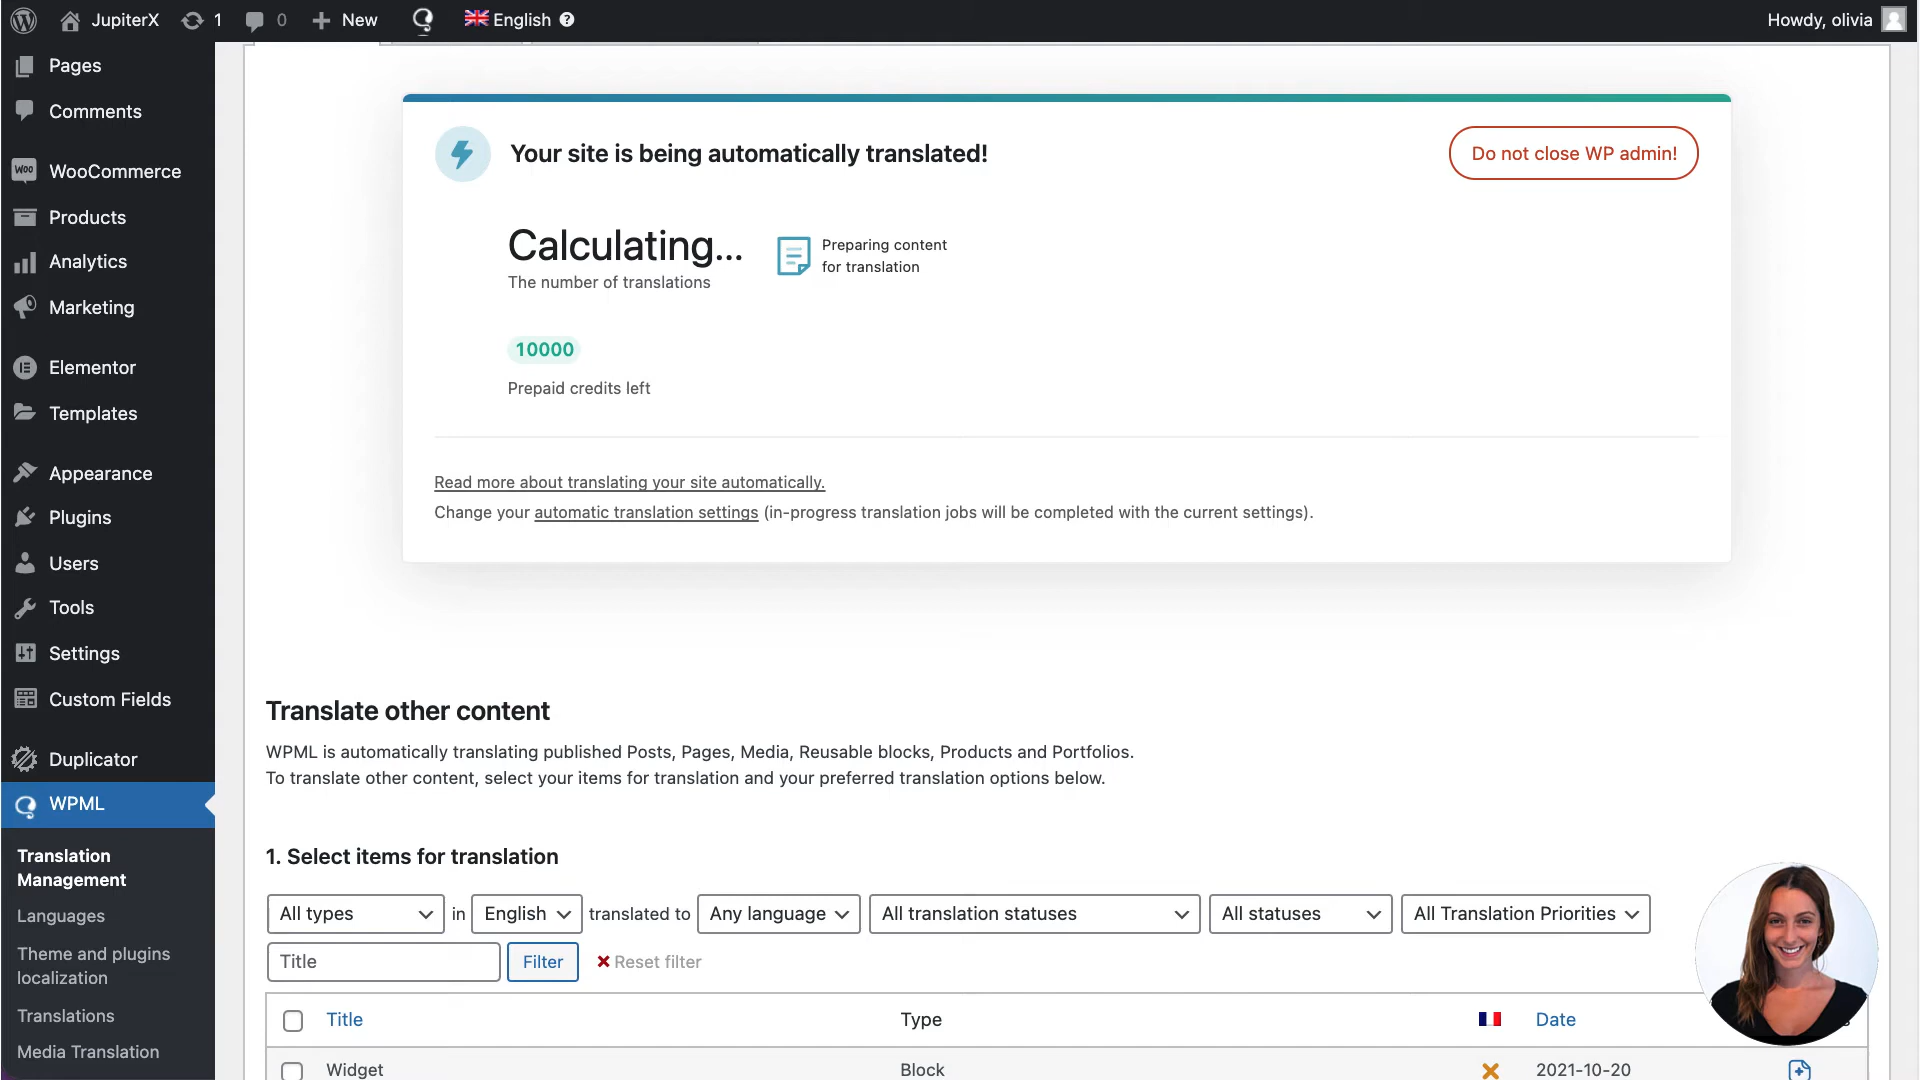 JupiterX 1 0 New English Howdy, olivia
Pages
Comments
WooCommerce
Products
Analytics
Marketing
Elementor
Templates
Appearance
Plugins
Users
Tools
Settings
Custom Fields
Duplicator
WPML
Translation
Management
Languages
Theme and plugins
localization
Translations
Media Translation
Your site is being automatically translated!
Do not close WP admin!
Calculating...
The number of translations
Preparing content
for translation
10000
Prepaid credits left
Read more about translating your site automatically.
Change your automatic translation settings (in-progress translation jobs will be completed with the current settings).
Translate other content
WPML is automatically translating published Posts, Pages, Media, Reusable blocks, Products and Portfolios.
To translate other content, select your items for translation and your preferred translation options below.
1. Select items for translation
All types in English translated to Any language All translation statuses All statuses All Translation Priorities
Title Filter Reset filter
Title Type Date
Widget Block 2021-10-20